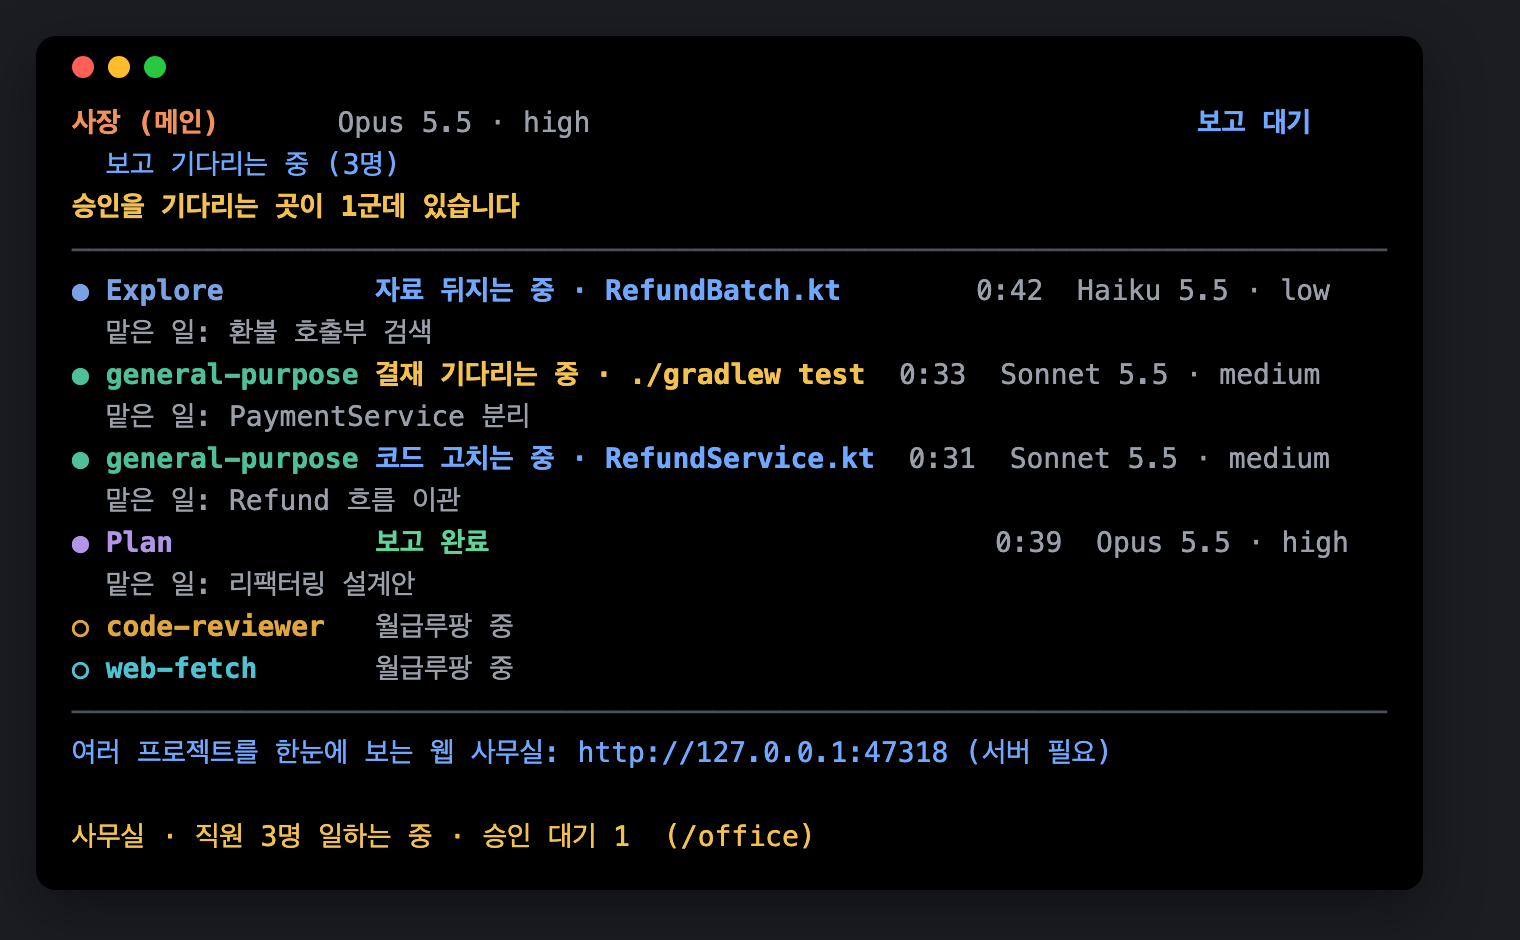 사장 (메인) Opus 5.5 · high 보고 대기
보고 기다리는 중 (3명)
승인을 기다리는 곳이 1군데 있습니다
● Explore 자료 뒤지는 중 · RefundBatch.kt 0:42 Haiku 5.5 · low
맡은 일: 환불 호출부 검색
● general-purpose 결재 기다리는 중 · ./gradlew test 0:33 Sonnet 5.5 · medium
맡은 일: PaymentService 분리
● general-purpose 코드 고치는 중 · RefundService.kt 0:31 Sonnet 5.5 · medium
맡은 일: Refund 흐름 이관
● Plan 보고 완료 0:39 Opus 5.5 · high
맡은 일: 리팩터링 설계안
○ code-reviewer 월급루팡 중
○ web-fetch 월급루팡 중
여러 프로젝트를 한눈에 보는 웹 사무실: http://127.0.0.1:47318 (서버 필요)
사무실 · 직원 3명 일하는 중 · 승인 대기 1 (/office)